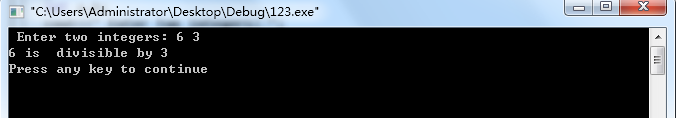 "C:\Users\Administrator\Desktop\Debug\123.exe"
Enter two integers: 6 3
6 is  divisible by 3
Press any key to continue